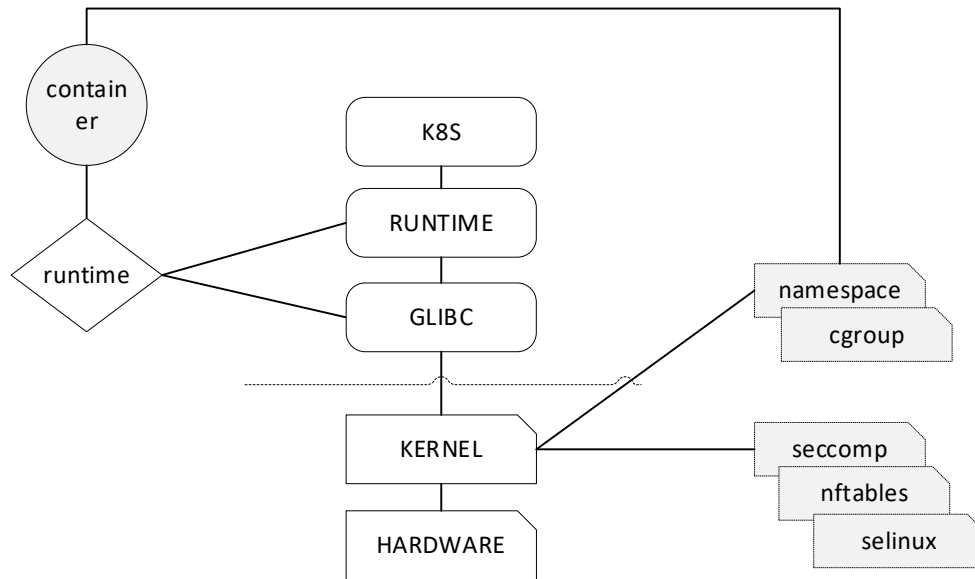 contain
er
K8S
RUNTIME
runtime
GLIBC
namespace
cgroup
KERNEL
seccomp
nftables
selinux
HARDWARE